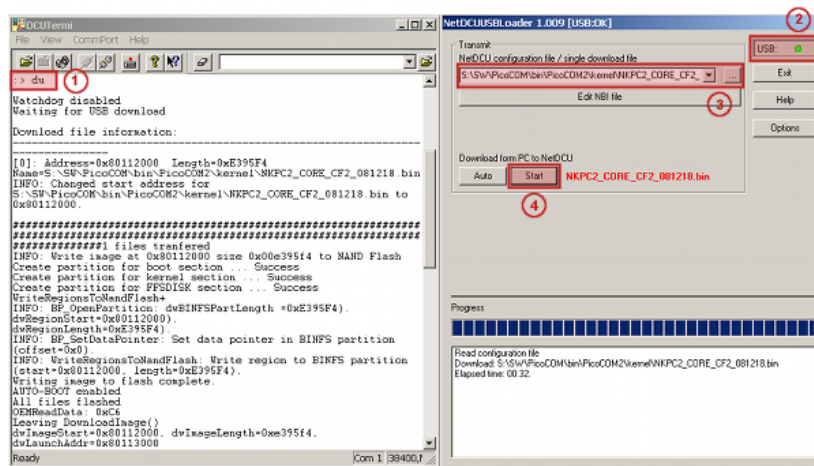 DCUTermi
File View CommPort Help
:> du
1
Watchdog disabled
Waiting for USB download
Download file information:
[0]: Address=0x80112000 Length=0xE395F4
Name=S:\SW\PicoCOM\bin\PicoCOM2\kernel\NKPC2_CORE_CF2_081218.bin
INFO: Changed start address for
S:\SW\PicoCOM\bin\PicoCOM2\kernel\NKPC2_CORE_CF2_081218.bin to
0x80112000.
##################################################################
##################################################################
##############1 files tranfered
INFO: Write image at 0x80112000 size 0x00e395f4 to NAND Flash
Create partition for boot section ... Success
Create partition for kernel section ... Success
Create partition for FFSDISK section ... Success
WriteRegionsToNandFlash+
INFO: BP_OpenPartition: dwBINFSPartLength =0xE395F4).
dwRegionStart=0x80112000).
dwRegionLength=0xE395F4).
INFO: BP_SetDataPointer: Set data pointer in BINFS partition
(offset=0x0).
INFO: WriteRegionsToNandFlash: Write region to BINFS partition
(start=0x80112000, length=0xE395F4).
Writing image to flash complete.
AUTO-BOOT enabled
All files flashed
OEMReadData: 0xC6
Leaving DownloadImage()
dwImageStart=0x80112000, dwImageLength=0xe395f4,
dwLaunchAddr=0x80113000
Ready
Com 1
38400,
NetDCUUSBLoader 1.009 [USB:OK]
2
Transmit
NetDCU configuration file / single download file
USB:
S:\SW\PicoCOM\bin\PicoCOM2\kernel\NKPC2_CORE_CF2_
...
Exit
Edit NBI file
3
Help
Options
Download form PC to NetDCU
Auto
Start
NKPC2_CORE_CF2_081218.bin
4
Progress
Read configuration file
Download: S:\SW\PicoCOM\bin\PicoCOM2\kernel\NKPC2_CORE_CF2_081218.bin
Elapsed time: 00:32